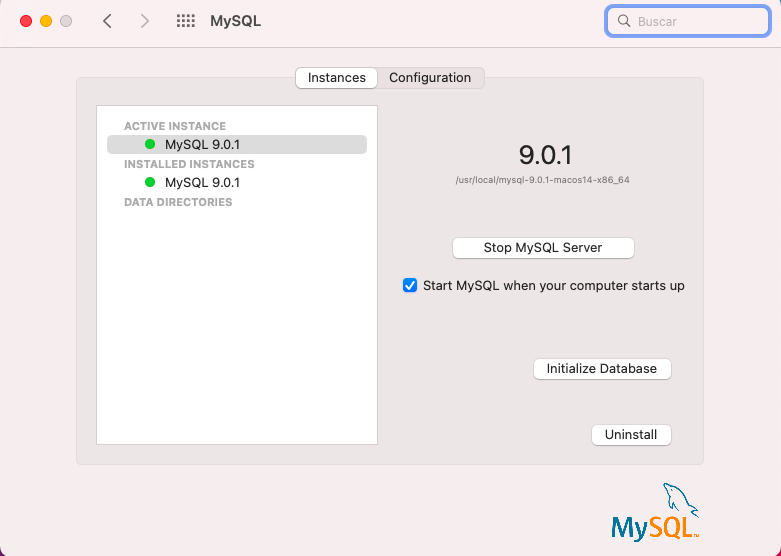 MySQL
Buscar
Instances
Configuration
ACTIVE INSTANCE
MySQL 9.0.1
INSTALLED INSTANCES
MySQL 9.0.1
DATA DIRECTORIES
9.0.1
/usr/local/mysql-9.0.1-macos14-x86_64
Stop MySQL Server
Start MySQL when your computer starts up
Initialize Database
Uninstall
MySQL™